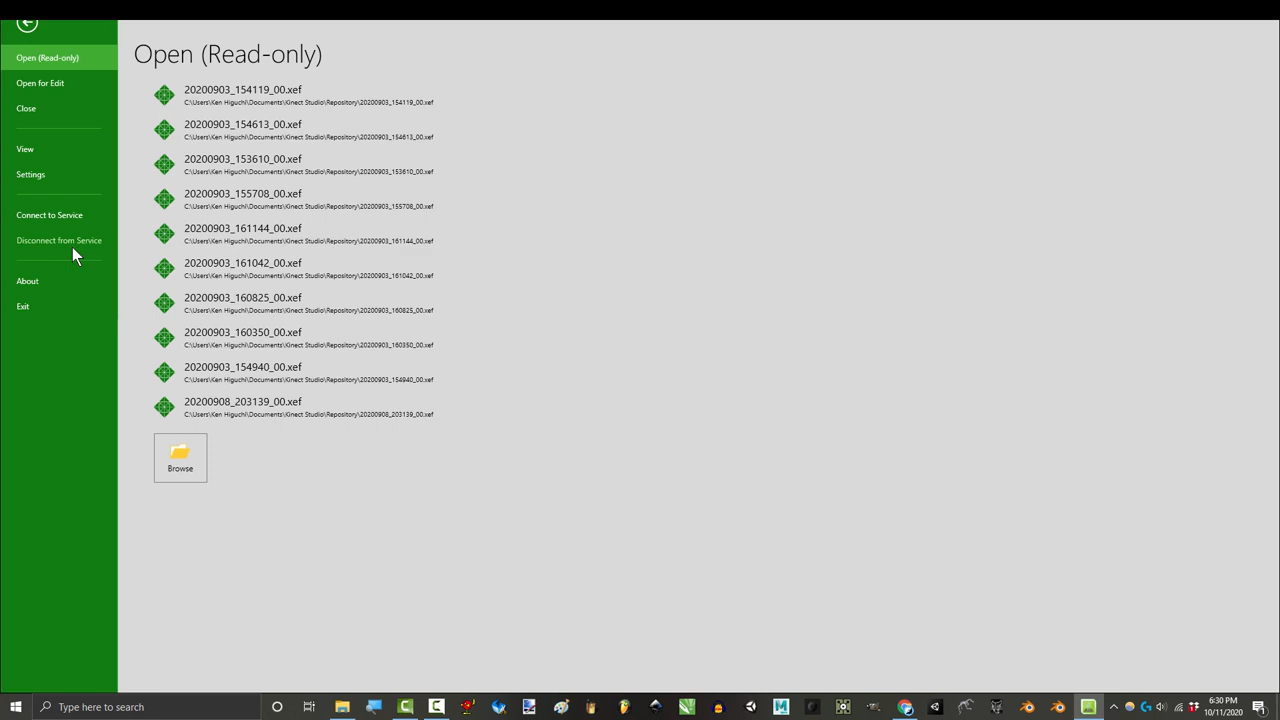 Open (Read-only)
Open for Edit
Close
View
Settings
Connect to Service
Disconnect from Service
About
Exit
Open (Read-only)
20200903_154119_00.xef
C:\Users\Ken Higuchi\Documents\Kinect Studio\Repository\20200903_154119_00.xef
20200903_154613_00.xef
C:\Users\Ken Higuchi\Documents\Kinect Studio\Repository\20200903_154613_00.xef
20200903_153610_00.xef
C:\Users\Ken Higuchi\Documents\Kinect Studio\Repository\20200903_153610_00.xef
20200903_155708_00.xef
C:\Users\Ken Higuchi\Documents\Kinect Studio\Repository\20200903_155708_00.xef
20200903_161144_00.xef
C:\Users\Ken Higuchi\Documents\Kinect Studio\Repository\20200903_161144_00.xef
20200903_161042_00.xef
C:\Users\Ken Higuchi\Documents\Kinect Studio\Repository\20200903_161042_00.xef
20200903_160825_00.xef
C:\Users\Ken Higuchi\Documents\Kinect Studio\Repository\20200903_160825_00.xef
20200903_160350_00.xef
C:\Users\Ken Higuchi\Documents\Kinect Studio\Repository\20200903_160350_00.xef
20200903_154940_00.xef
C:\Users\Ken Higuchi\Documents\Kinect Studio\Repository\20200903_154940_00.xef
20200908_203139_00.xef
C:\Users\Ken Higuchi\Documents\Kinect Studio\Repository\20200908_203139_00.xef
Browse
Type here to search
6:30 PM
10/11/2020